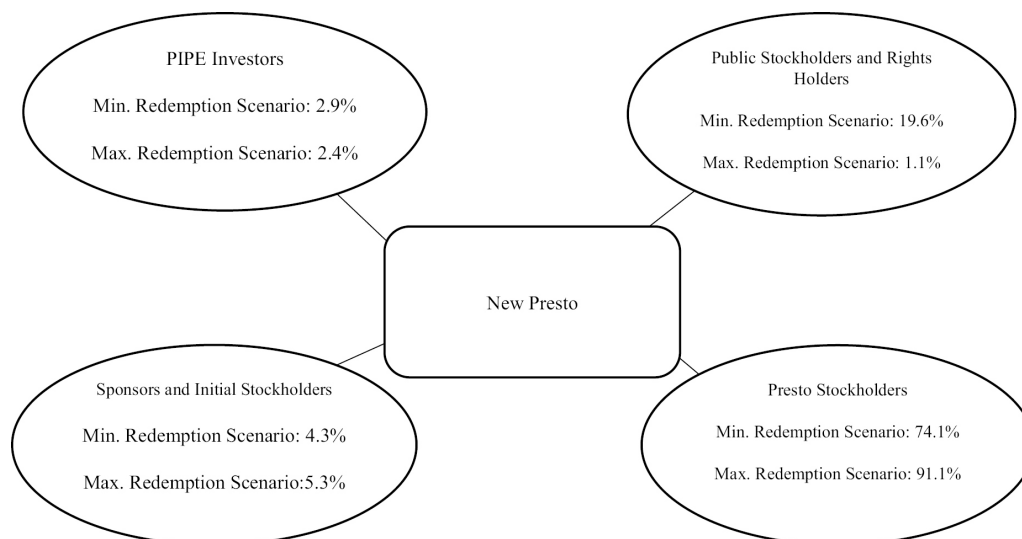 PIPE Investors
Min. Redemption Scenario: 2.9%
Max. Redemption Scenario: 2.4%
Public Stockholders and Rights
Holders
Min. Redemption Scenario: 19.6%
Max. Redemption Scenario: 1.1%
New Presto
Sponsors and Initial Stockholders
Min. Redemption Scenario: 4.3%
Max. Redemption Scenario:5.3%
Presto Stockholders
Min. Redemption Scenario: 74.1%
Max. Redemption Scenario: 91.1%